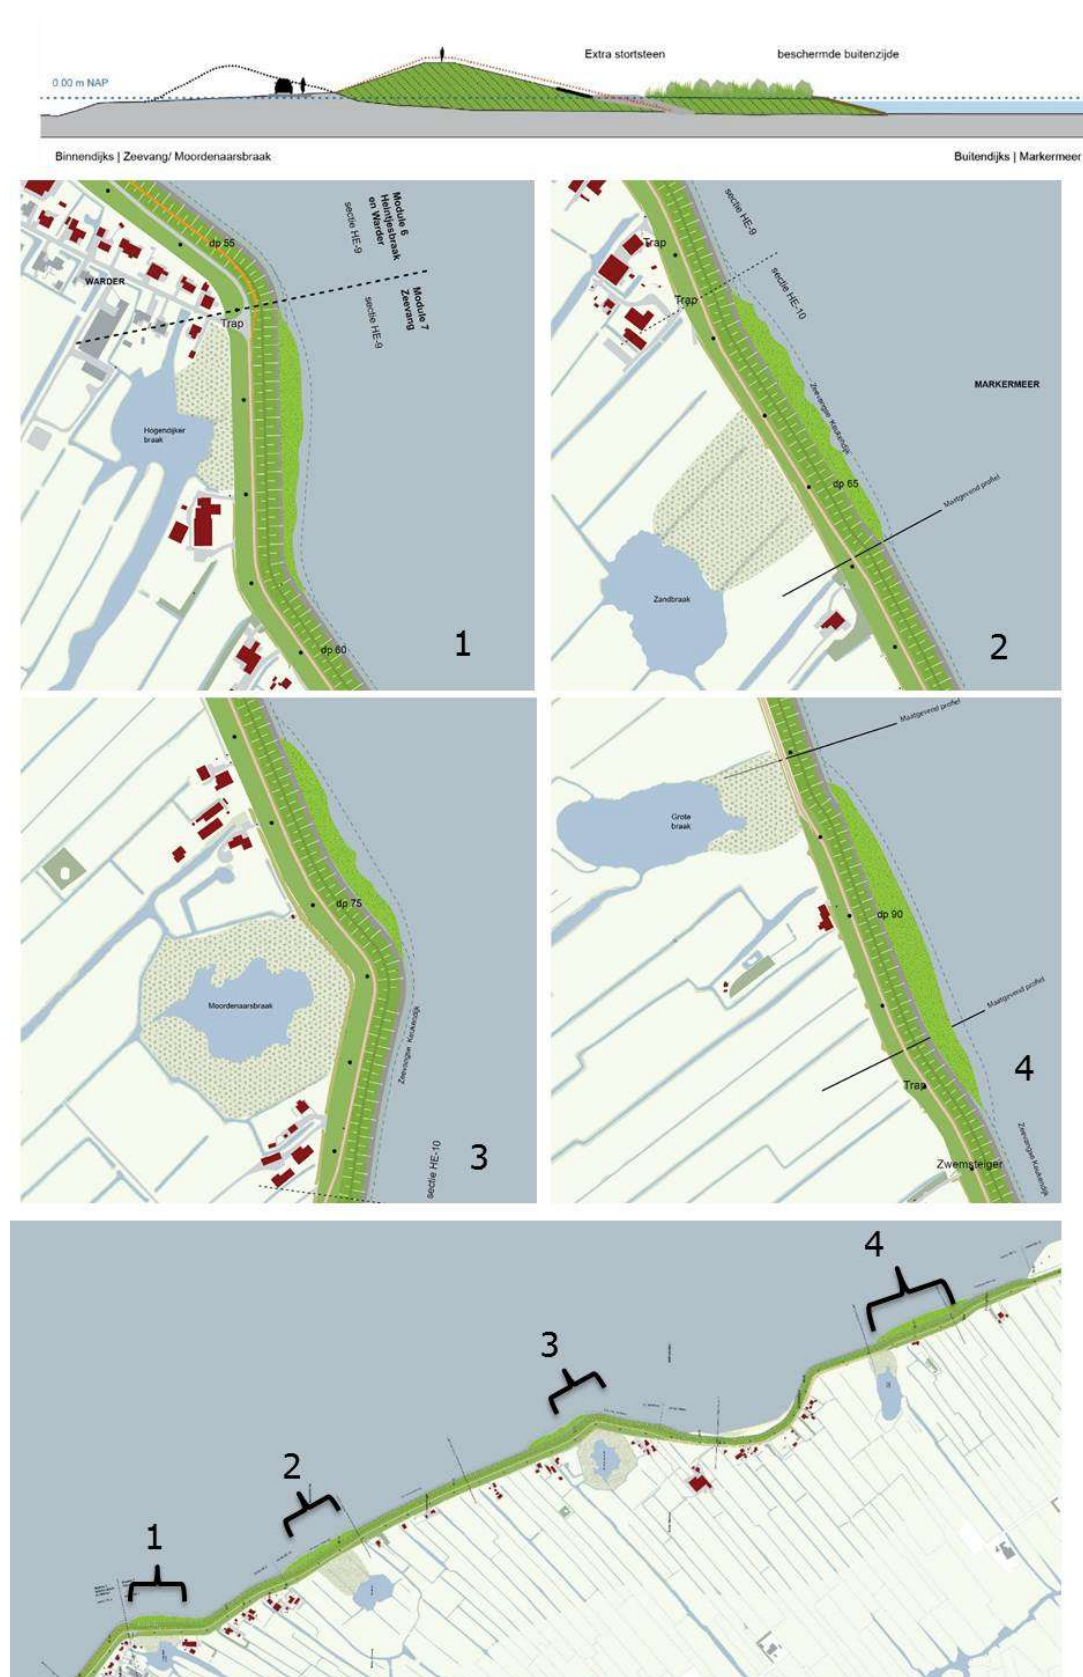 Extra stortsteen
beschermde buitenzijde
0.00 m NAP
Binnendijks | Zeevang/ Moordenaarsbraak
Buitendijks | Markermeer
dp 55
Module 6
Heintjesbraak
en Warder
sectie HE-9
WARDER
Module 7
Zeevang
sectie HE-9
Trap
Hogendijker
braak
dp 60
1
sectie HE-9
Trap
sectie HE-10
Trap
MARKERMEER
Zeevangse Keukendijk
dp 65
Maatgevend profiel
Zandbraak
2
dp 75
Moordenaarsbraak
Zeevangse Keukendijk
sectie HE-10
3
Maatgevend profiel
Grote
braak
dp 90
Maatgevend profiel
4
Trap
Zeevangse Keukendijk
Zwemsteiger
4
3
2
1